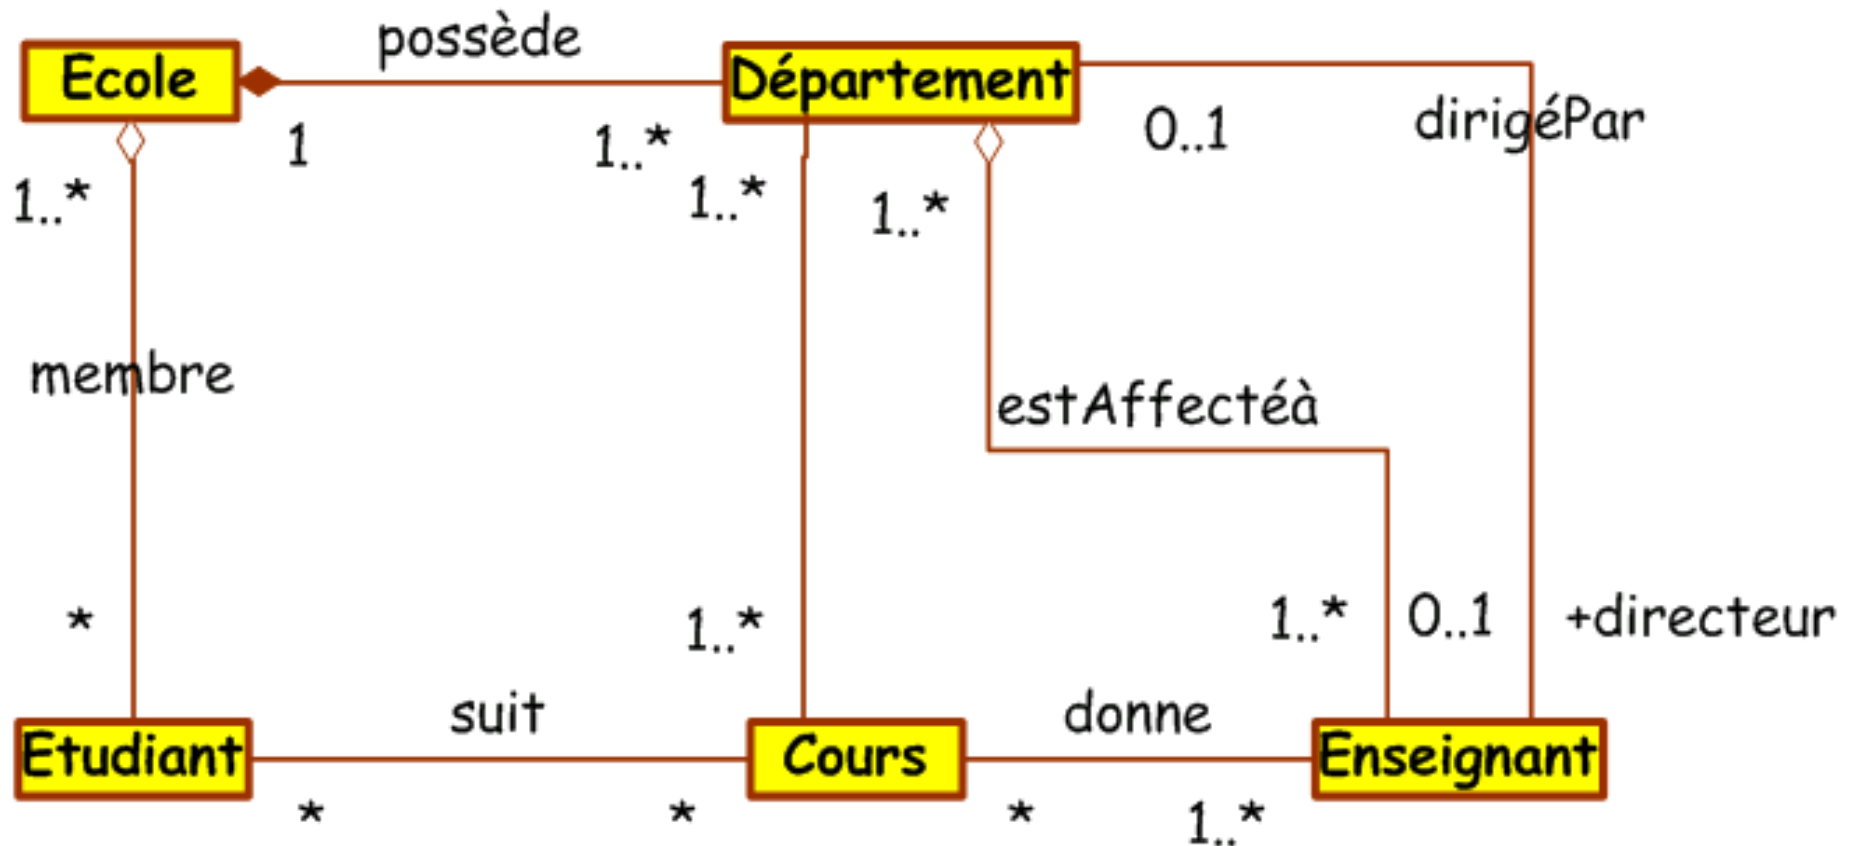 possède
Ecole
Département
1
1..*
0..1
dirigéPar
1..*
1..*
1..*
membre
estAffectéà
*
1..*
1..*
0..1
+directeur
suit
donne
Etudiant
Cours
Enseignant
*
*
*
1..*